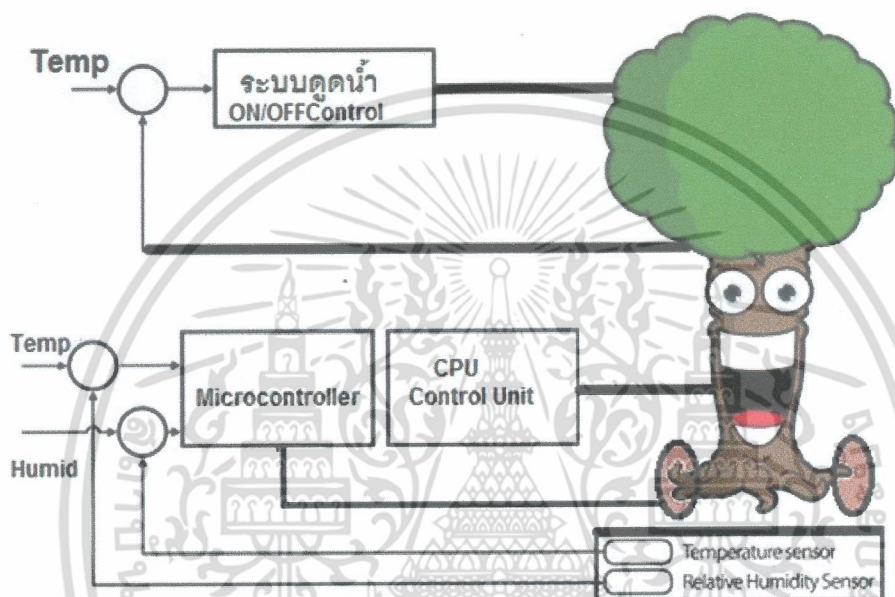 Temp
ระบบดูดน้ำ
ON/OFFControl
Temp
Humid
Microcontroller
CPU
Control Unit
Temperature sensor
Relative Humidity Sensor